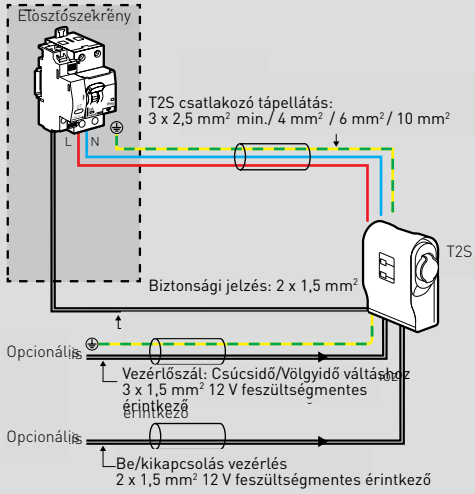 Elosztószekrény
T2S csatlakozó tápellátás:
3 x 2,5 mm² min./ 4 mm² / 6 mm² / 10 mm²
L N
T2S
Biztonsági jelzés: 2 x 1,5 mm²
Opcionális
Vezérlőszál: Csúcsidő/Völgyidő váltáshoz
3 x 1,5 mm² 12 V feszültségmentes
érintkező
Opcionális
Be/kikapcsolás vezérlés
2 x 1,5 mm² 12 V feszültségmentes érintkező